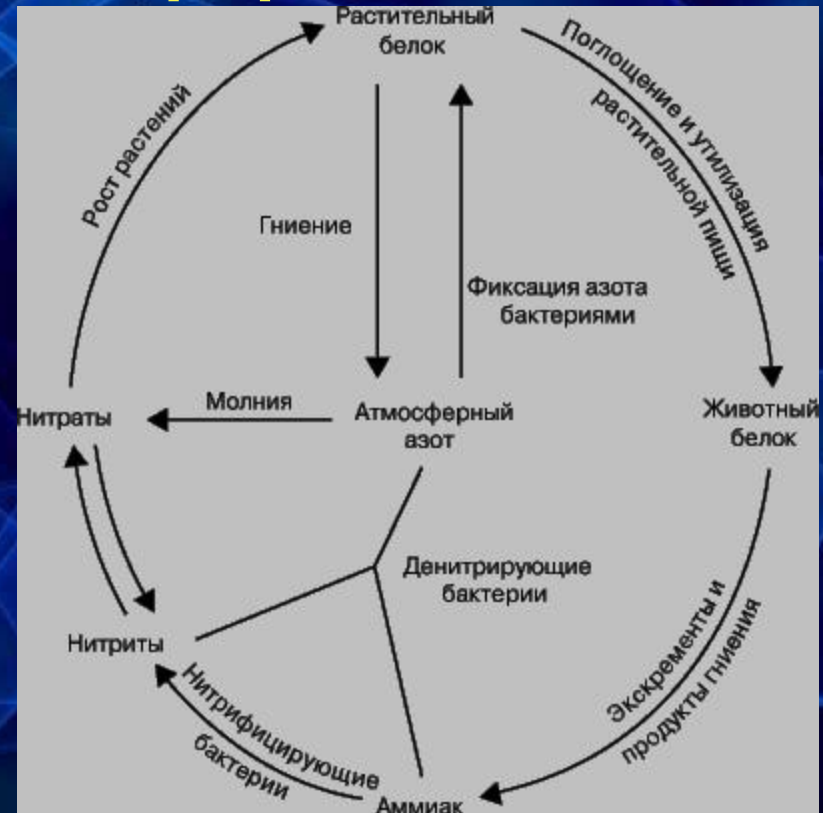 Растительный
белок
Поглощение и утилизация
растительной пищи
Рост растений
Гниение
Фиксация азота
бактериями
Нитраты
Молния
Атмосферный
азот
Животный
белок
Денитрирующие
бактерии
Нитриты
Экскременты и
продукты гниения
Нитрифицирующие
бактерии
Аммиак